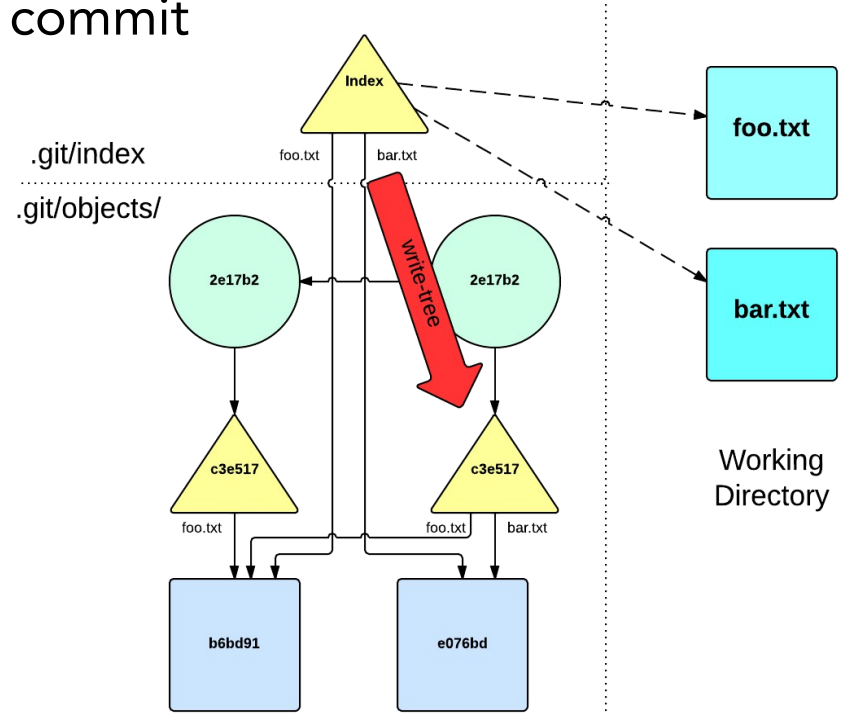 commit
Index
foo.txt
.git/index
foo.txt
bar.txt
.git/objects/
write-tree
2e17b2
2e17b2
bar.txt
Working
Directory
c3e517
c3e517
foo.txt
foo.txt
bar.txt
b6bd91
e076bd